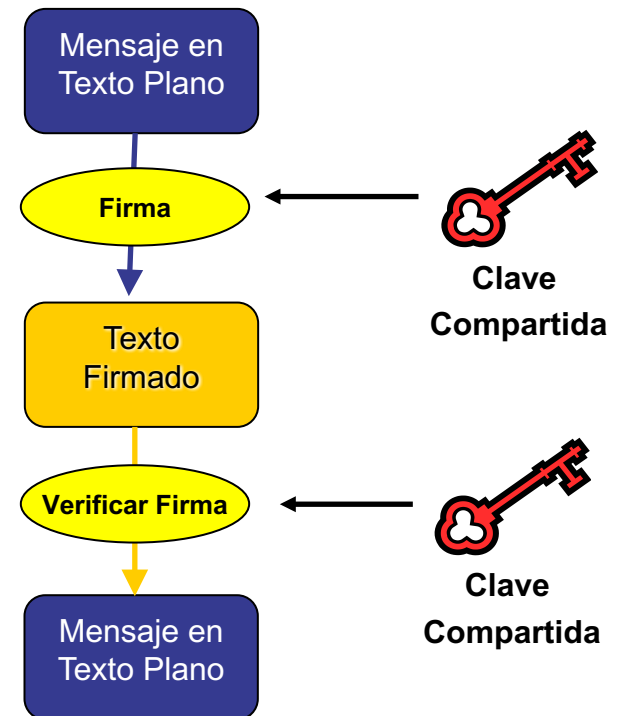 Mensaje en
Texto Plano
Firma
Clave
Compartida
Texto
Firmado
Verificar Firma
Clave
Compartida
Mensaje en
Texto Plano